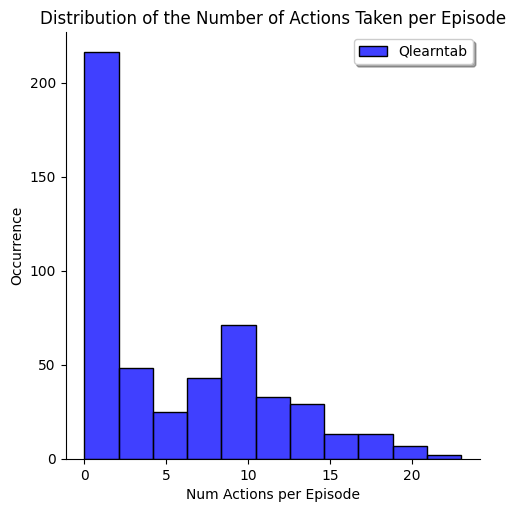 Distribution of the Number of Actions Taken per Episode
Qlearntab
200
150
100
50
0
Occurrence
0 5 10 15 20
Num Actions per Episode